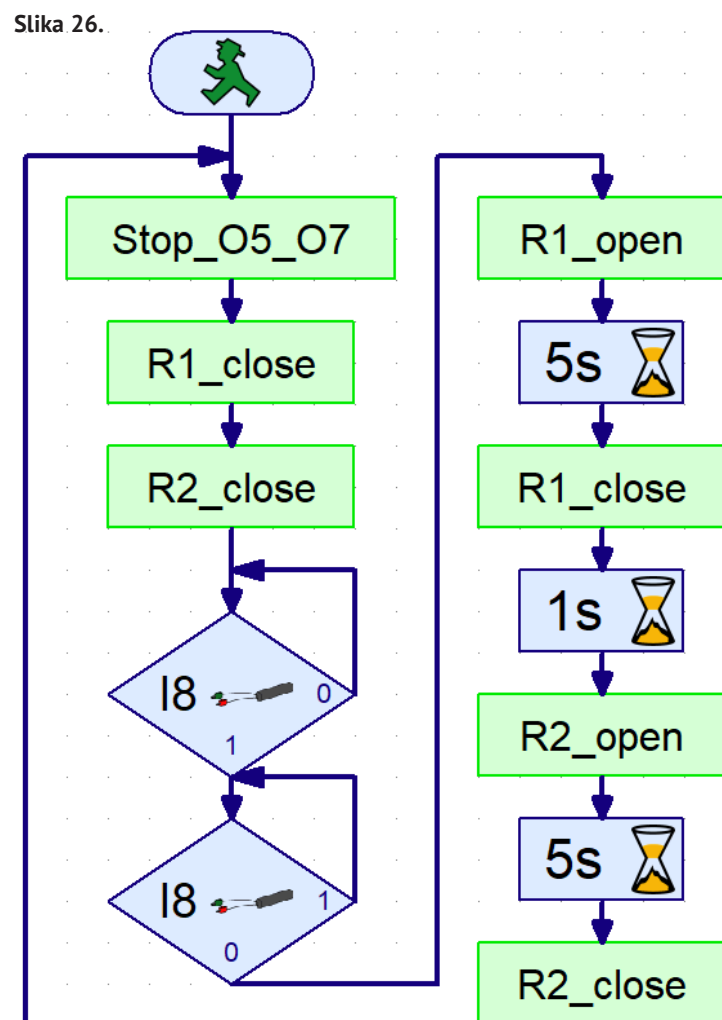 Slika 26.
Stop_O5_O7
R1_close
R2_close
I8 0
1
I8 1
0
R1_open
5s
R1_close
1s
R2_open
5s
R2_close